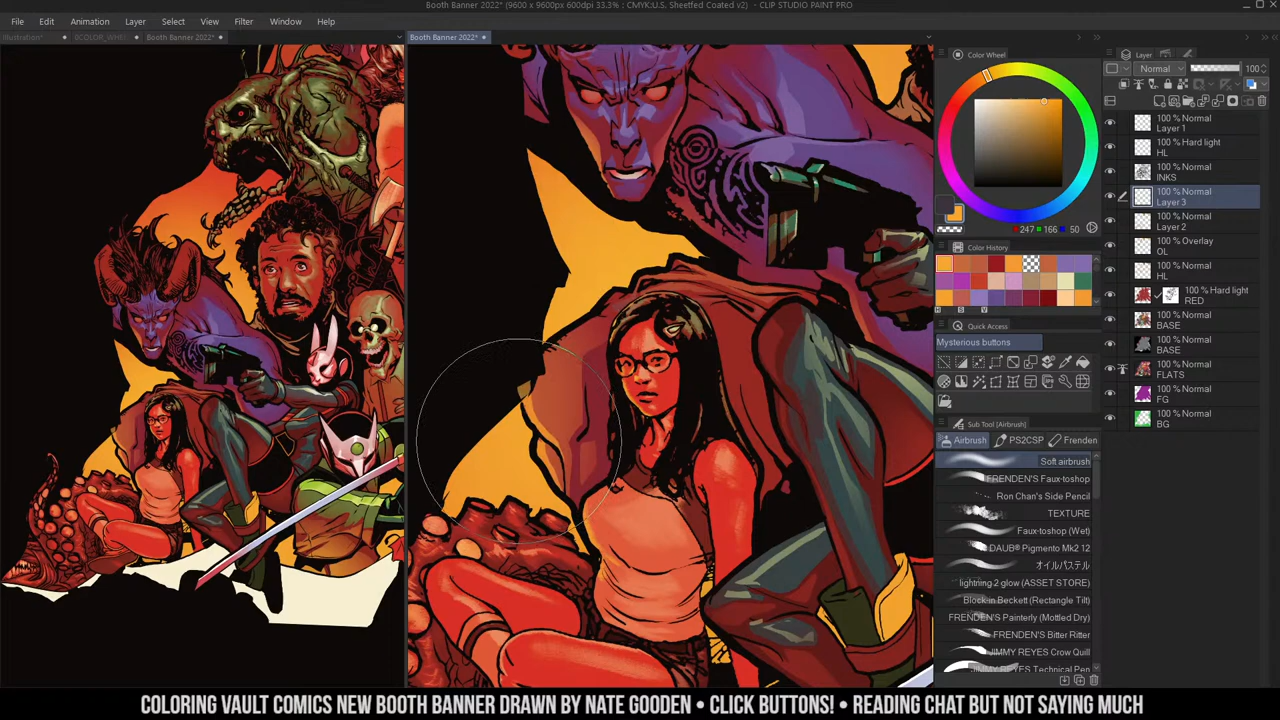 Booth Banner 2022* (9600 x 9600px 600dpi 33.3% : CMYK:U.S. Sheetfed Coated v2) - CLIP STUDIO PAINT PRO
File Edit Animation Layer Select View Filter Window Help
Illustration* 0COLOR_WHE Booth Banner 2022* Booth Banner 2022*
Color Wheel
247 166 50
Color History
H S V
Quick Access
Mysterious buttons
Sub Tool [Airbrush]
Airbrush PS2CSP Frenden
Soft airbrush
FRENDEN'S Faux-toshop
Ron Chan's Side Pencil
TEXTURE
Faux-toshop (Wet)
DAUB® Pigmento Mk2 12
オイルパステル
lightning 2 glow (ASSET STORE)
Block-in Beckett (Rectangle Tilt)
FRENDEN'S Painterly (Mottled Dry)
FRENDEN'S Bitter Ritter
JIMMY REYES Crow Quill
JIMMY REYES Technical Pen
Layer
Normal 100
100 % Normal
Layer 1
100 % Hard light
HL
100 % Normal
INKS
100 % Normal
Layer 3
100 % Normal
Layer 2
100 % Overlay
OL
100 % Normal
HL
100 % Hard light
RED
100 % Normal
BASE
100 % Normal
BASE
100 % Normal
FLATS
100 % Normal
FG
100 % Normal
BG
COLORING VAULT COMICS NEW BOOTH BANNER DRAWN BY NATE GOODEN • CLICK BUTTONS! • READING CHAT BUT NOT SAYING MUCH